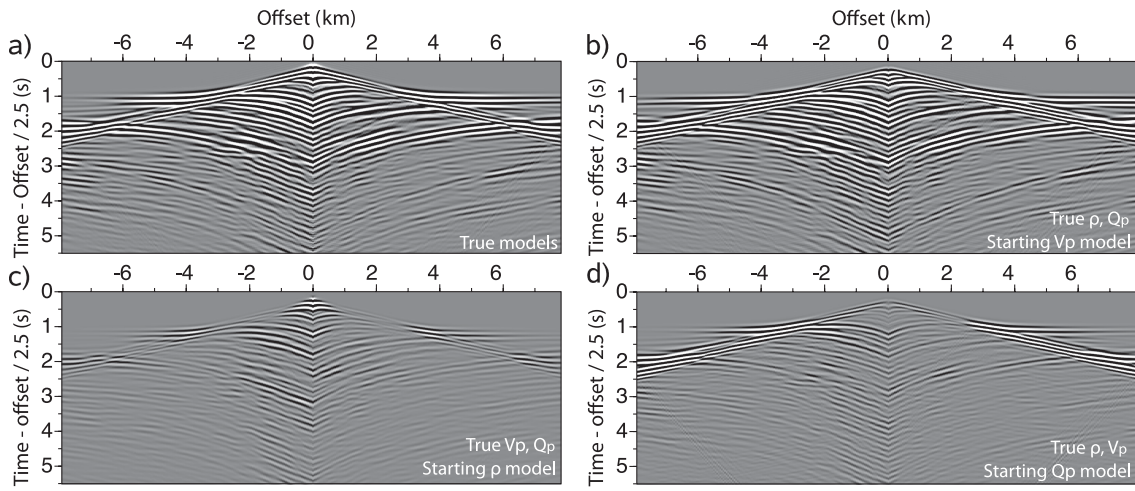 Offset (km)
Offset (km)
a)
-6 -4 -2 0 2 4 6
b)
-6 -4 -2 0 2 4 6
Time - Offset / 2.5 (s)
0
1
2
3
4
5
True models
Time - offset / 2.5 (s)
0
1
2
3
4
5
True ρ, Qp
Starting Vp model
c)
-6 -4 -2 0 2 4 6
d)
-6 -4 -2 0 2 4 6
Time - offset / 2.5 (s)
0
1
2
3
4
5
True Vp, Qp
Starting ρ model
Time - offset / 2.5 (s)
0
1
2
3
4
5
True ρ, Vp
Starting Qp model